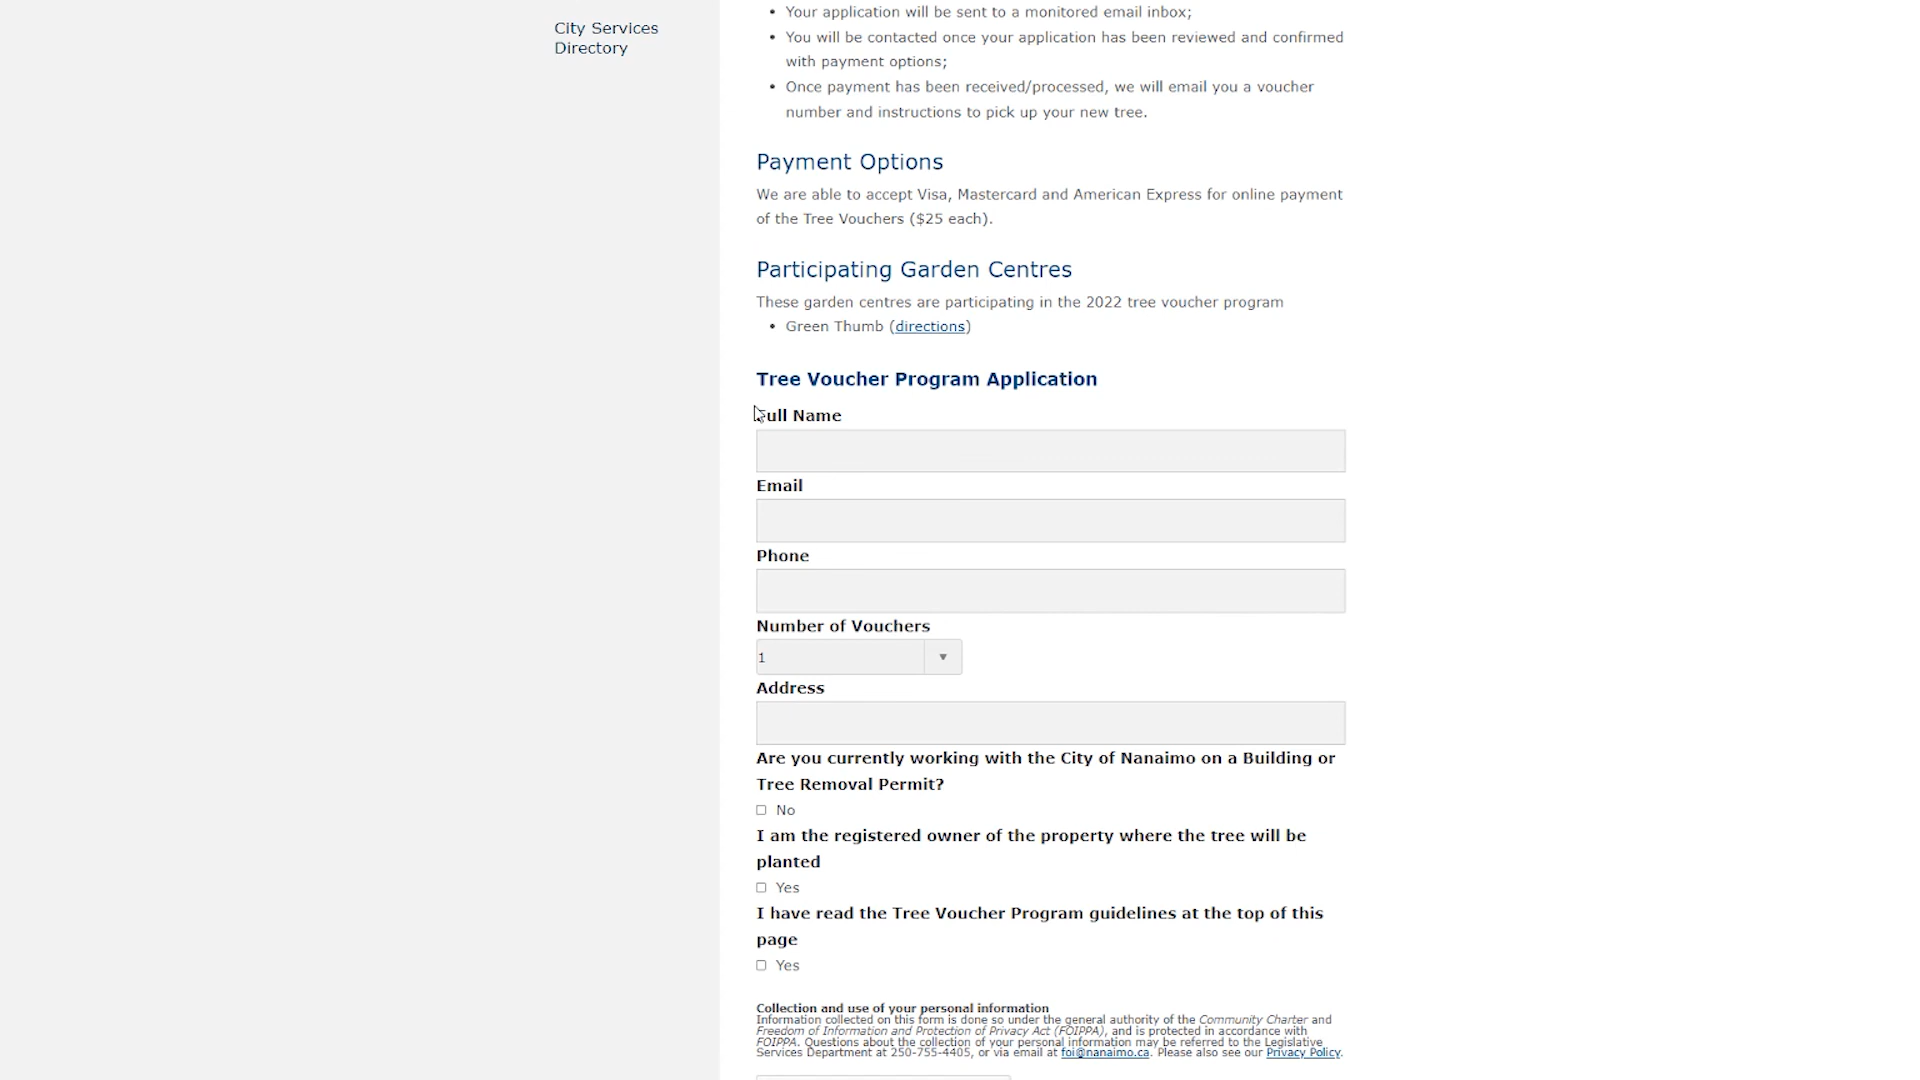 City Services
Directory
• Your application will be sent to a monitored email inbox;
• You will be contacted once your application has been reviewed and confirmed
with payment options;
• Once payment has been received/processed, we will email you a voucher
number and instructions to pick up your new tree.
Payment Options
We are able to accept Visa, Mastercard and American Express for online payment
of the Tree Vouchers ($25 each).
Participating Garden Centres
These garden centres are participating in the 2022 tree voucher program
• Green Thumb (directions)
Tree Voucher Program Application
Full Name
Email
Phone
Number of Vouchers
1
Address
Are you currently working with the City of Nanaimo on a Building or
Tree Removal Permit?
No
I am the registered owner of the property where the tree will be
planted
Yes
I have read the Tree Voucher Program guidelines at the top of this
page
Yes
Collection and use of your personal information
Information collected on this form is done so under the general authority of the Community Charter and
Freedom of Information and Protection of Privacy Act (FOIPPA), and is protected in accordance with
FOIPPA. Questions about the collection of your personal information may be referred to the Legislative
Services Department at 250-755-4405, or via email at foi@nanaimo.ca. Please also see our Privacy Policy.